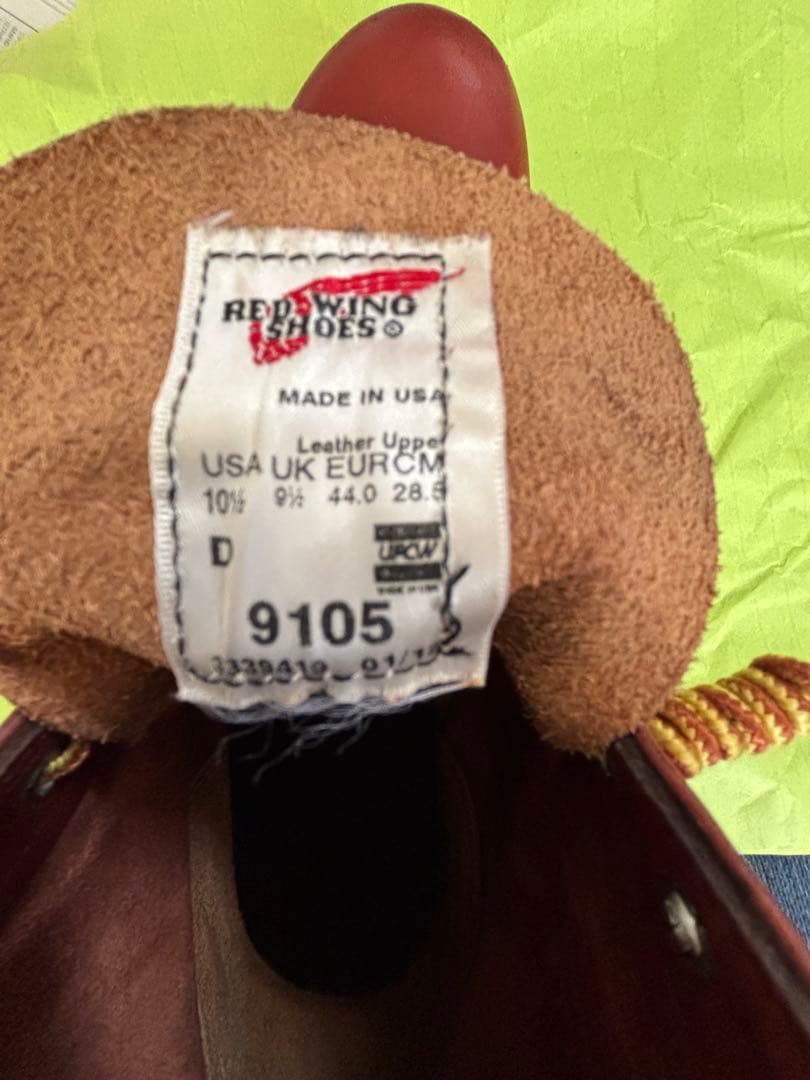 RED WING
SHOES
MADE IN USA
Leather Uppe
USA UK EUR CM
10½ 9½ 44.0 28.5
D
UFCW
9105